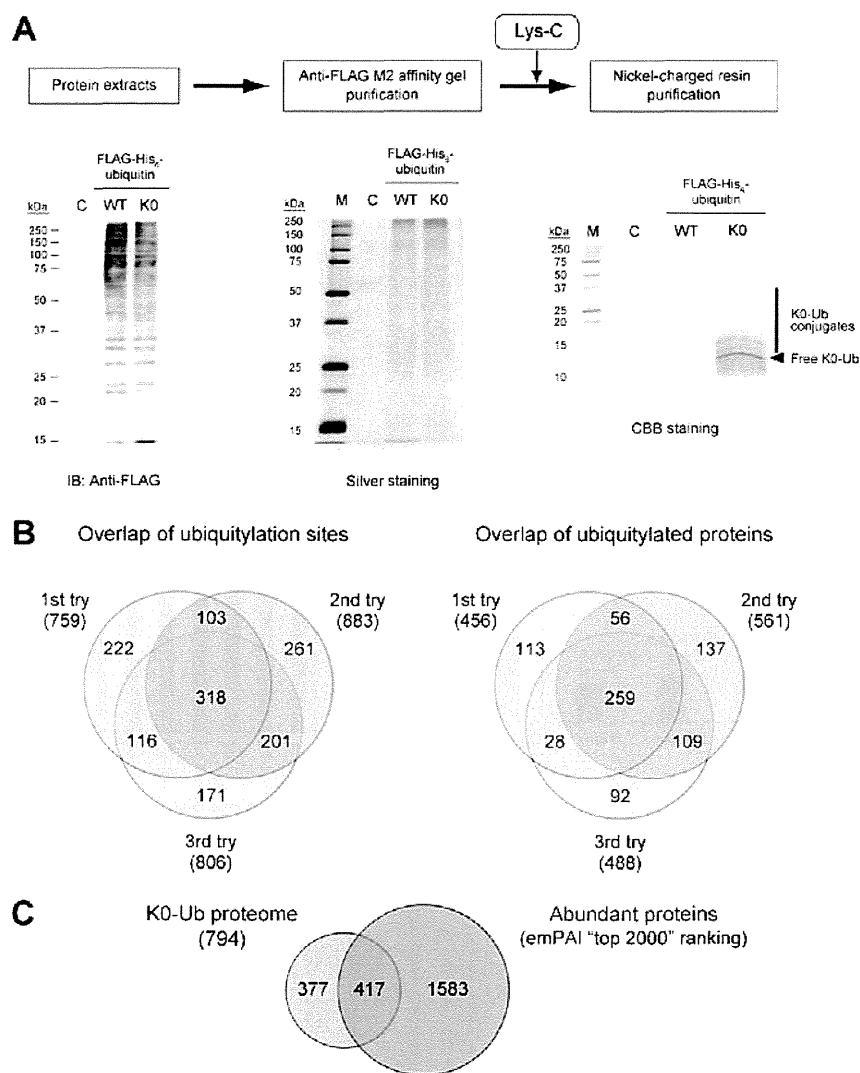 A
Lys-C
Protein extracts
Anti-FLAG M2 affinity gel
purification
Nickel-charged resin
purification
FLAG-His6-
ubiquitin
kDa
C
WT
K0
250
150
100
75
50
37
25
20
15
IB: Anti-FLAG
FLAG-His6-
ubiquitin
kDa
M
C
WT
K0
250
150
100
75
50
37
25
20
15
Silver staining
FLAG-His6-
ubiquitin
kDa
M
C
WT
K0
250
75
50
37
25
20
15
10
K0-Ub
conjugates
Free K0-Ub
CBB staining
B
Overlap of ubiquitylation sites
1st try
(759)
2nd try
(883)
103
222
261
318
116
201
171
3rd try
(806)
Overlap of ubiquitylated proteins
1st try
(456)
2nd try
(561)
56
113
137
259
28
109
92
3rd try
(488)
C
K0-Ub proteome
(794)
Abundant proteins
(emPAI "top 2000" ranking)
377
417
1583